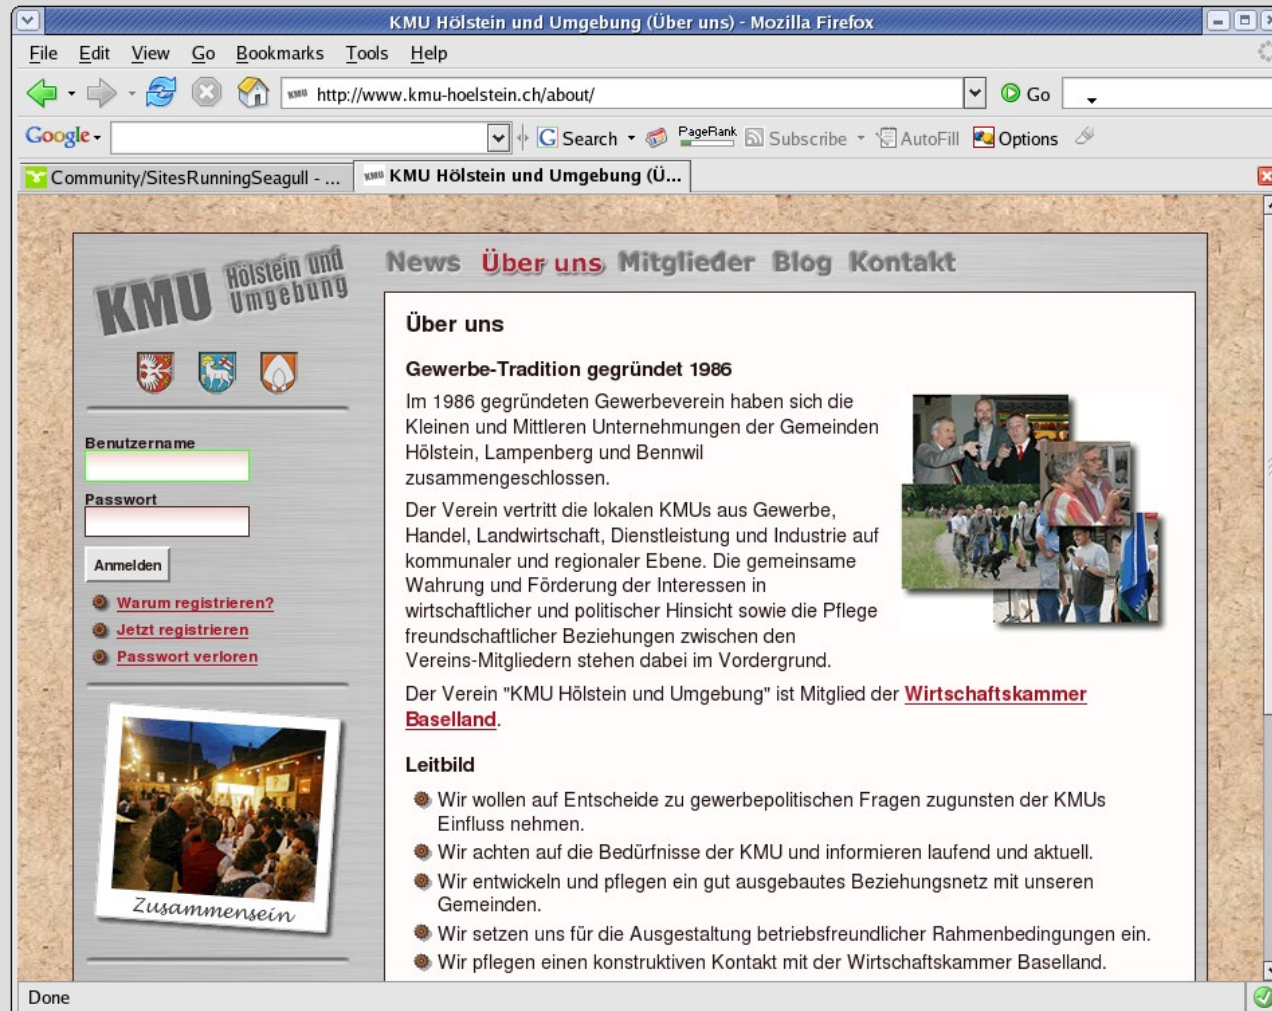 KMU Hölstein und Umgebung (Über uns) - Mozilla Firefox
File Edit View Go Bookmarks Tools Help
http://www.kmu-hoelstein.ch/about/
Go
Google
Search
PageRank
Subscribe
AutoFill
Options
Community/SitesRunningSeagull - ...
KMU Hölstein und Umgebung (Ü...
KMU Hölstein und
Umgebung
News Über uns Mitglieder Blog Kontakt
Benutzername
Passwort
Anmelden
Warum registrieren?
Jetzt registrieren
Passwort verloren
Zusammensein
Über uns
Gewerbe-Tradition gegründet 1986
Im 1986 gegründeten Gewerbeverein haben sich die
Kleinen und Mittleren Unternehmungen der Gemeinden
Hölstein, Lampenberg und Bennwil
zusammengeschlossen.
Der Verein vertritt die lokalen KMUs aus Gewerbe,
Handel, Landwirtschaft, Dienstleistung und Industrie auf
kommunaler und regionaler Ebene. Die gemeinsame
Wahrung und Förderung der Interessen in
wirtschaftlicher und politischer Hinsicht sowie die Pflege
freundschaftlicher Beziehungen zwischen den
Vereins-Mitgliedern stehen dabei im Vordergrund.
Der Verein "KMU Hölstein und Umgebung" ist Mitglied der Wirtschaftskammer
Baselland.
Leitbild
Wir wollen auf Entscheide zu gewerbepolitischen Fragen zugunsten der KMUs
Einfluss nehmen.
Wir achten auf die Bedürfnisse der KMU und informieren laufend und aktuell.
Wir entwickeln und pflegen ein gut ausgebautes Beziehungsnetz mit unseren
Gemeinden.
Wir setzen uns für die Ausgestaltung betriebsfreundlicher Rahmenbedingungen ein.
Wir pflegen einen konstruktiven Kontakt mit der Wirtschaftskammer Baselland.
Done